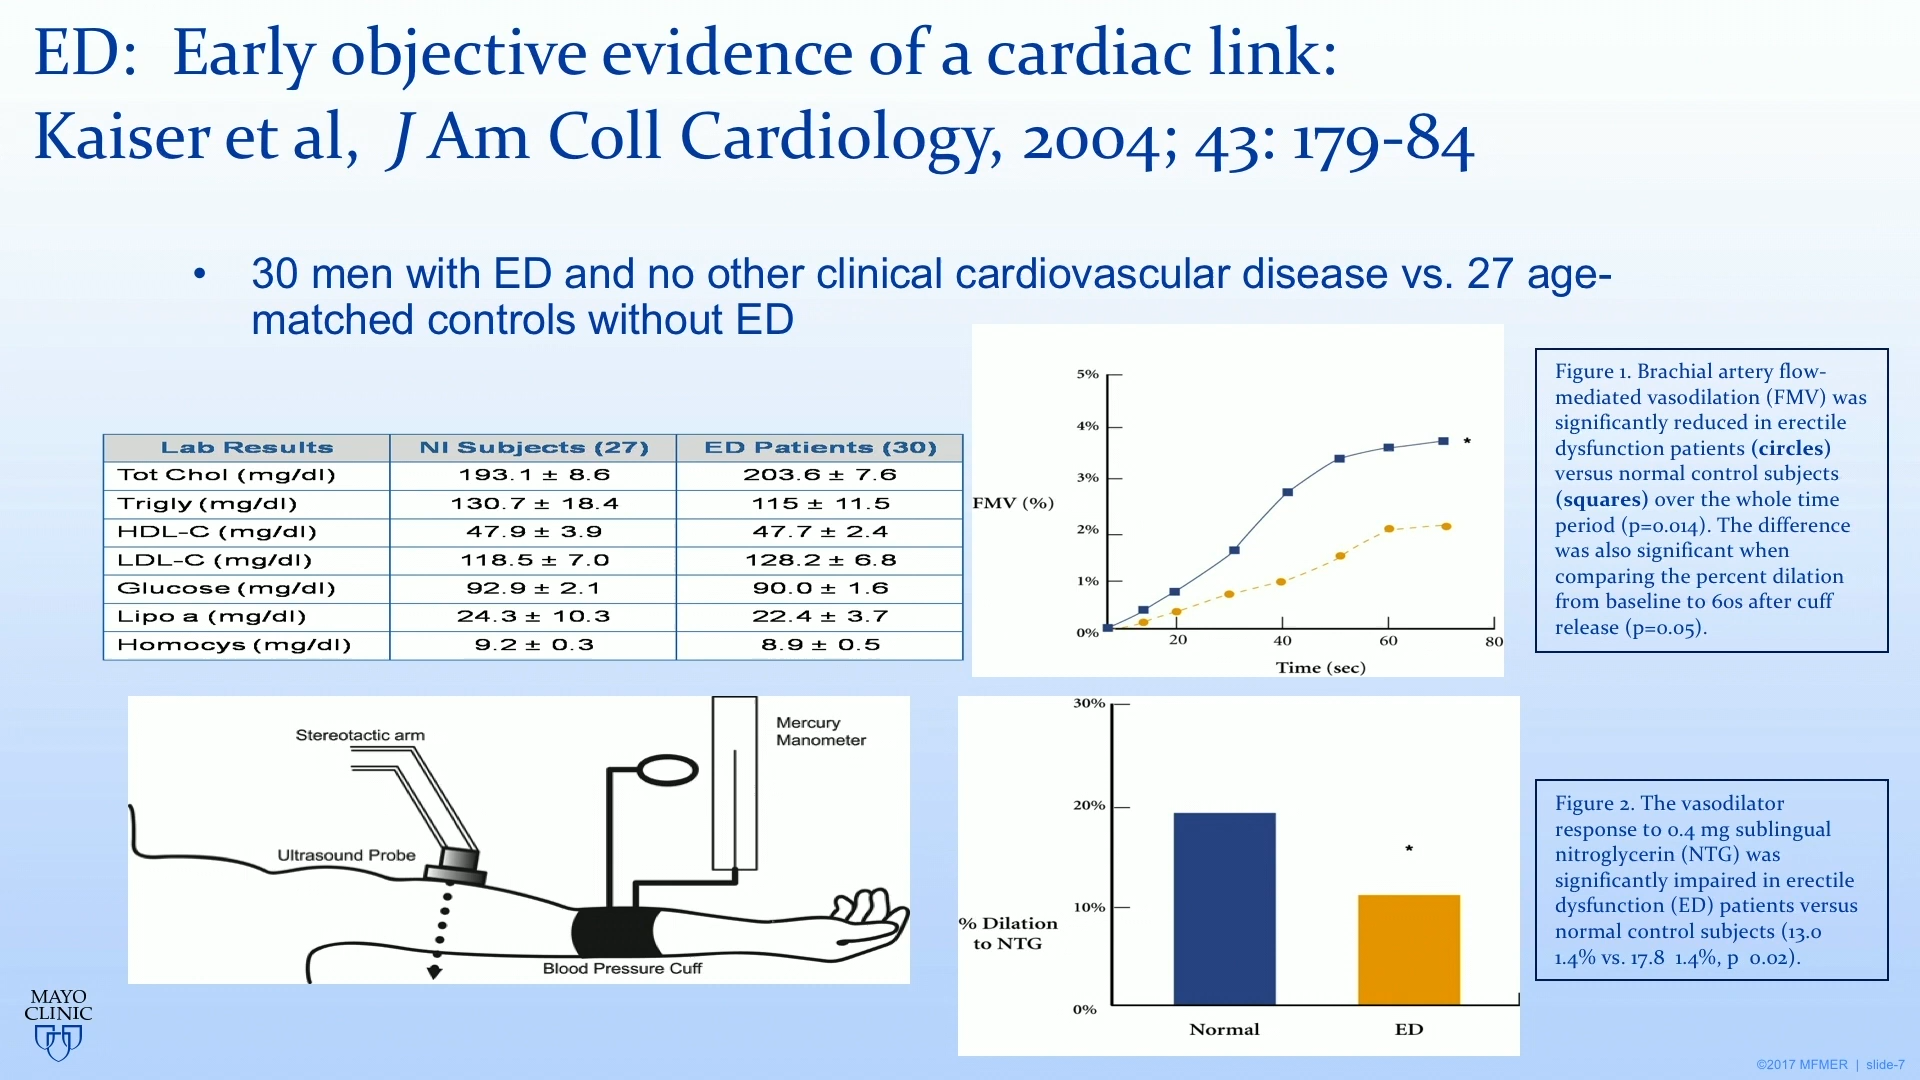 ED: Early objective evidence of a cardiac link:
Kaiser et al, J Am Coll Cardiology, 2004; 43: 179-84
• 30 men with ED and no other clinical cardiovascular disease vs. 27 age-
matched controls without ED
Lab Results NI Subjects (27) ED Patients (30)
Tot Chol (mg/dl) 193.1 ± 8.6 203.6 ± 7.6
Trigly (mg/dl) 130.7 ± 18.4 115 ± 11.5
HDL-C (mg/dl) 47.9 ± 3.9 47.7 ± 2.4
LDL-C (mg/dl) 118.5 ± 7.0 128.2 ± 6.8
Glucose (mg/dl) 92.9 ± 2.1 90.0 ± 1.6
Lipo a (mg/dl) 24.3 ± 10.3 22.4 ± 3.7
Homocys (mg/dl) 9.2 ± 0.3 8.9 ± 0.5
5%
4%
*
3%
FMV (%)
2%
1%
0%
20 40 60 80
Time (sec)
Figure 1. Brachial artery flow-
mediated vasodilation (FMV) was
significantly reduced in erectile
dysfunction patients (circles)
versus normal control subjects
(squares) over the whole time
period (p=0.014). The difference
was also significant when
comparing the percent dilation
from baseline to 60s after cuff
release (p=0.05).
Stereotactic arm
Mercury
Manometer
Ultrasound Probe
Blood Pressure Cuff
30%
20%
*
10%
% Dilation
to NTG
0%
Normal ED
Figure 2. The vasodilator
response to 0.4 mg sublingual
nitroglycerin (NTG) was
significantly impaired in erectile
dysfunction (ED) patients versus
normal control subjects (13.0
1.4% vs. 17.8 1.4%, p 0.02).
MAYO
CLINIC
©2017 MFMER | slide-7